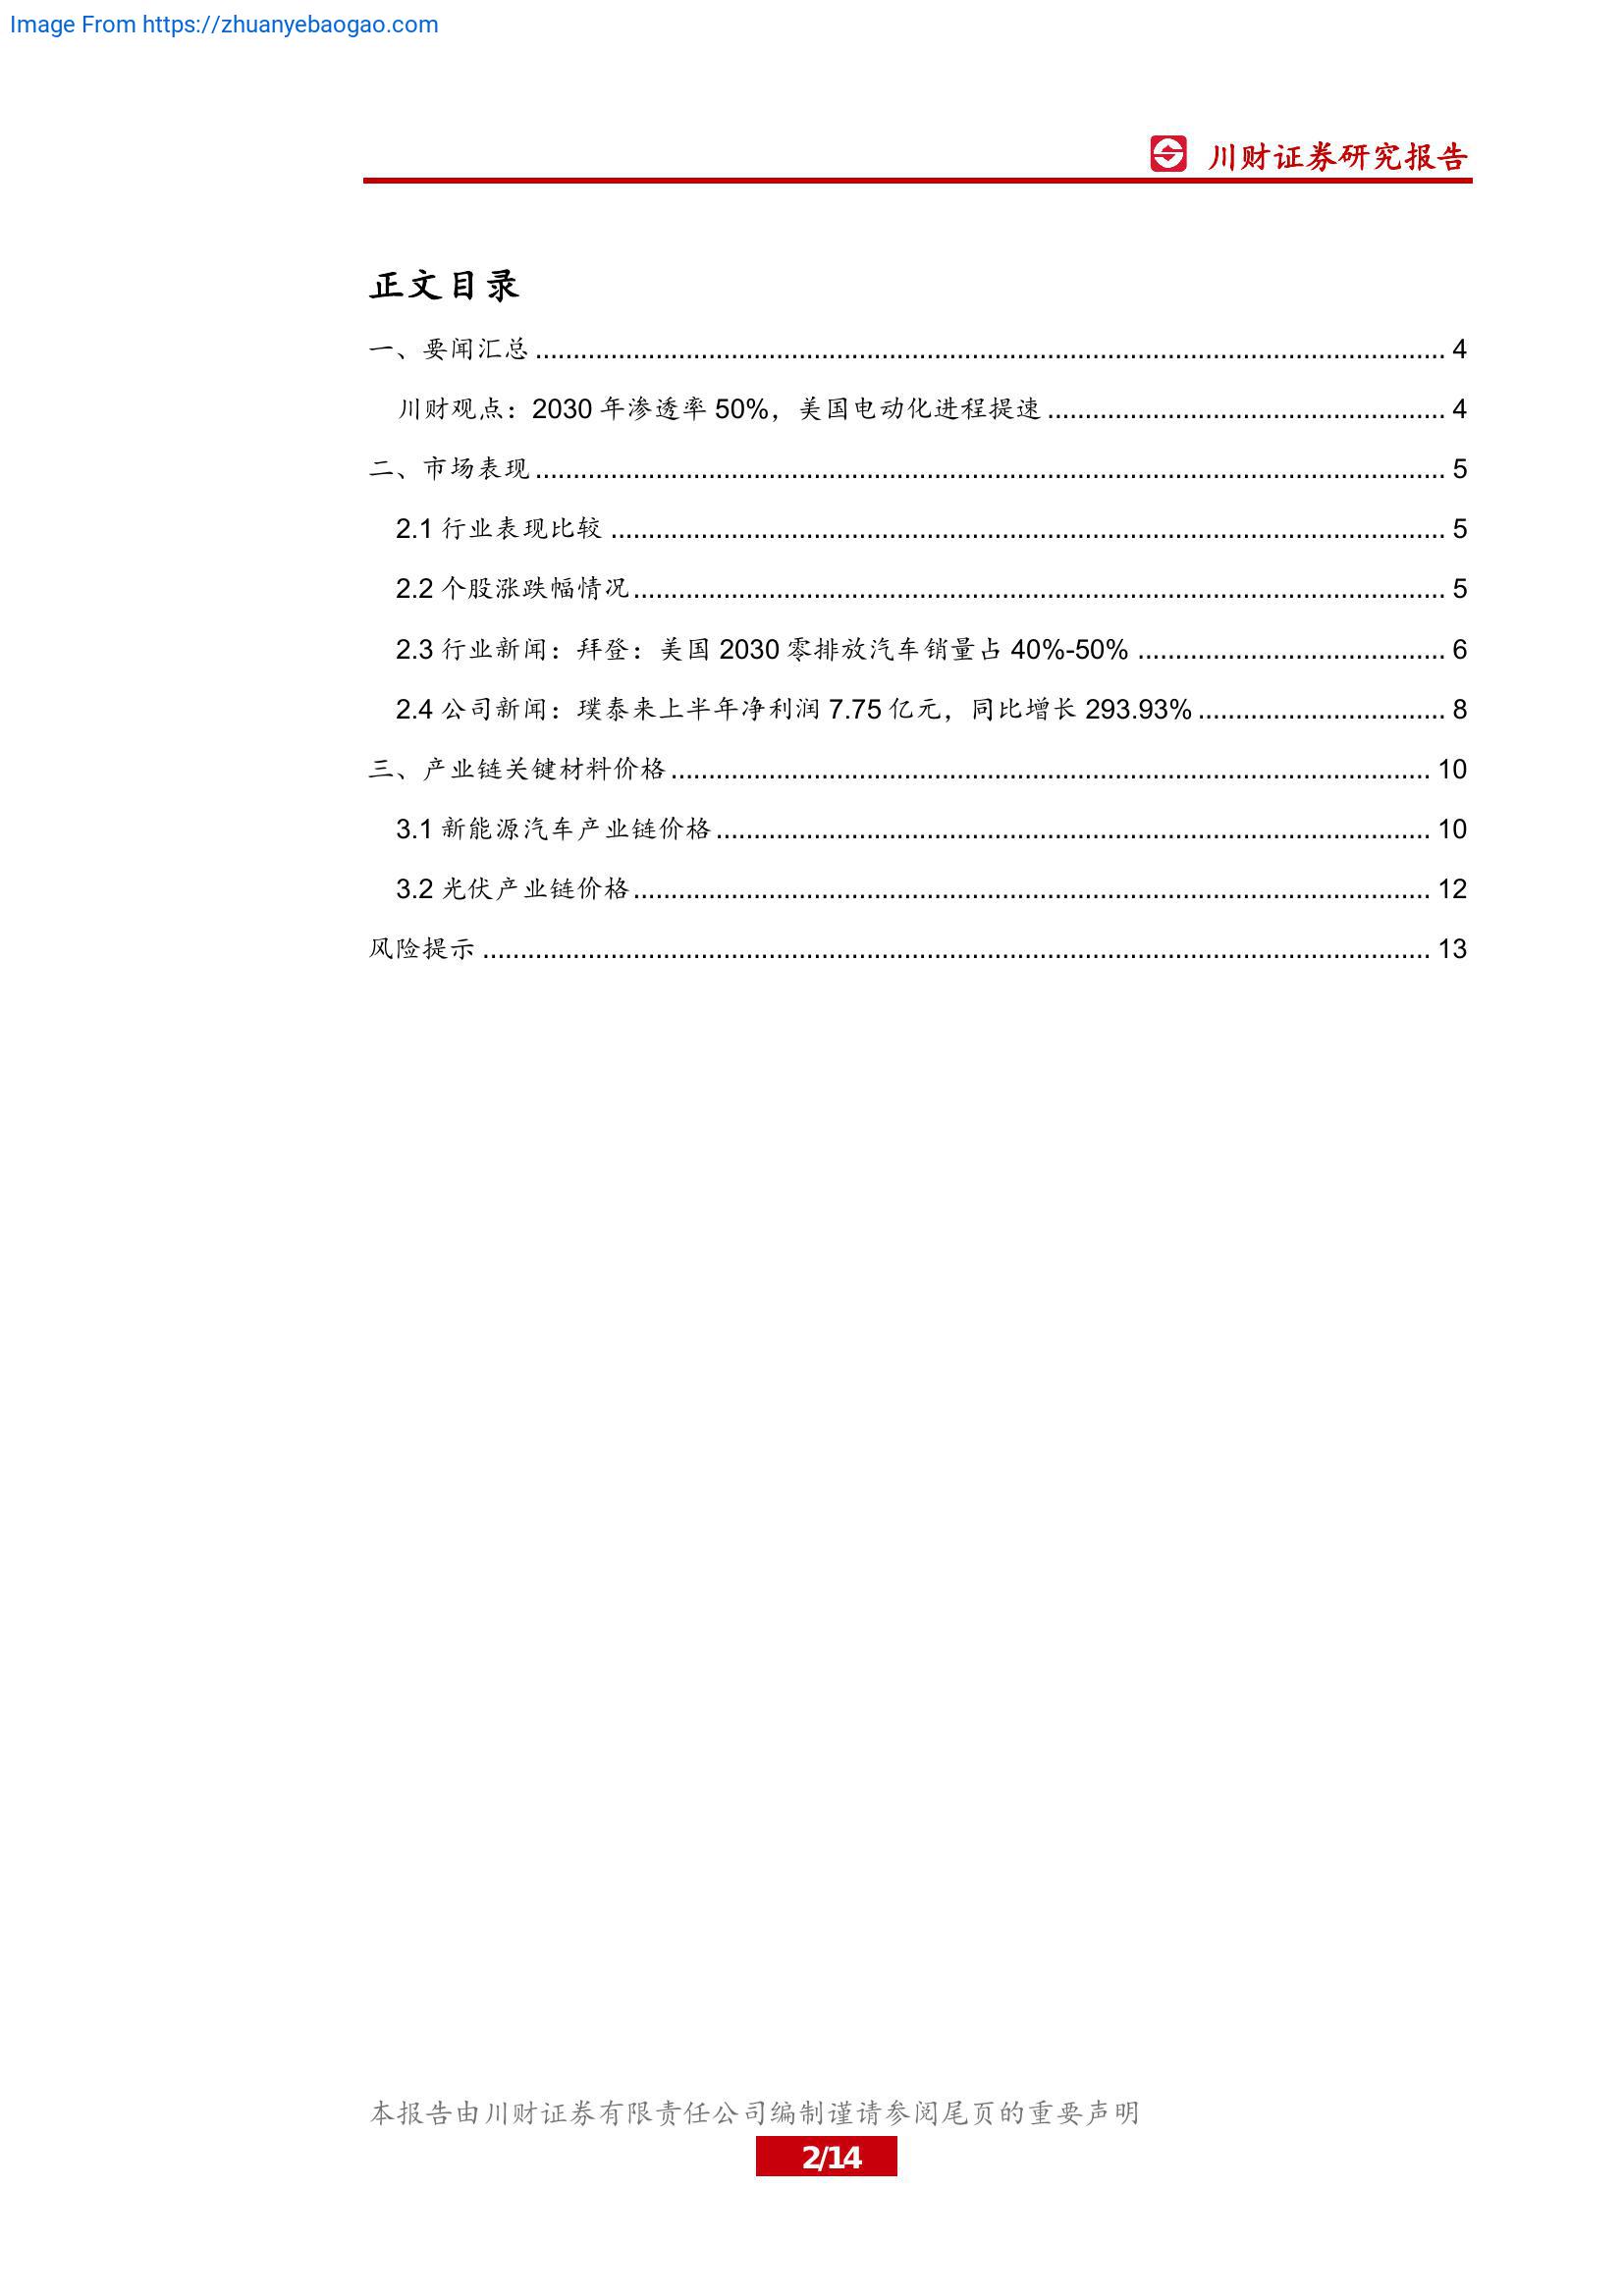 Image From https://zhuanyebaogao.com
川财证券研究报告
正文目录
一、要闻汇总 4
川财观点：2030 年渗透率 50%，美国电动化进程提速 4
二、市场表现 5
2.1 行业表现比较 5
2.2 个股涨跌幅情况 5
2.3 行业新闻：拜登：美国 2030 零排放汽车销量占 40%-50% 6
2.4 公司新闻：璞泰来上半年净利润 7.75 亿元，同比增长 293.93% 8
三、产业链关键材料价格 10
3.1 新能源汽车产业链价格 10
3.2 光伏产业链价格 12
风险提示 13
本报告由川财证券有限责任公司编制谨请参阅尾页的重要声明
2/14